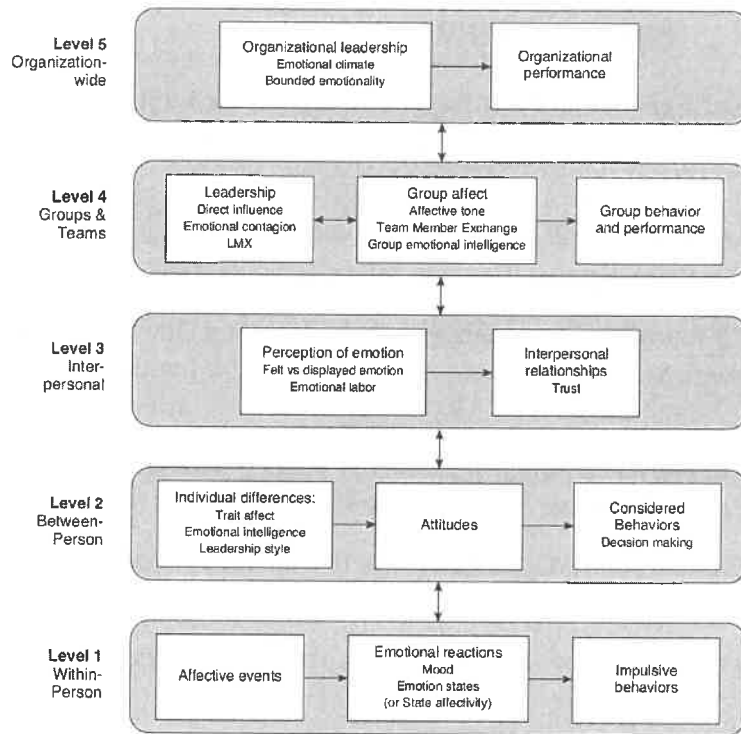 Level 5
Organization-
wide
Organizational leadership
Emotional climate
Bounded emotionality
Organizational
performance
Level 4
Groups &
Teams
Leadership
Direct influence
Emotional contagion
LMX
Group affect
Affective tone
Team Member Exchange
Group emotional intelligence
Group behavior
and performance
Level 3
Inter-
personal
Perception of emotion
Felt vs displayed emotion
Emotional labor
Interpersonal
relationships
Trust
Level 2
Between-
Person
Individual differences:
Trait affect
Emotional intelligence
Leadership style
Attitudes
Considered
Behaviors
Decision making
Level 1
Within-
Person
Affective events
Emotional reactions
Mood
Emotion states
(or State affectivity)
Impulsive
behaviors